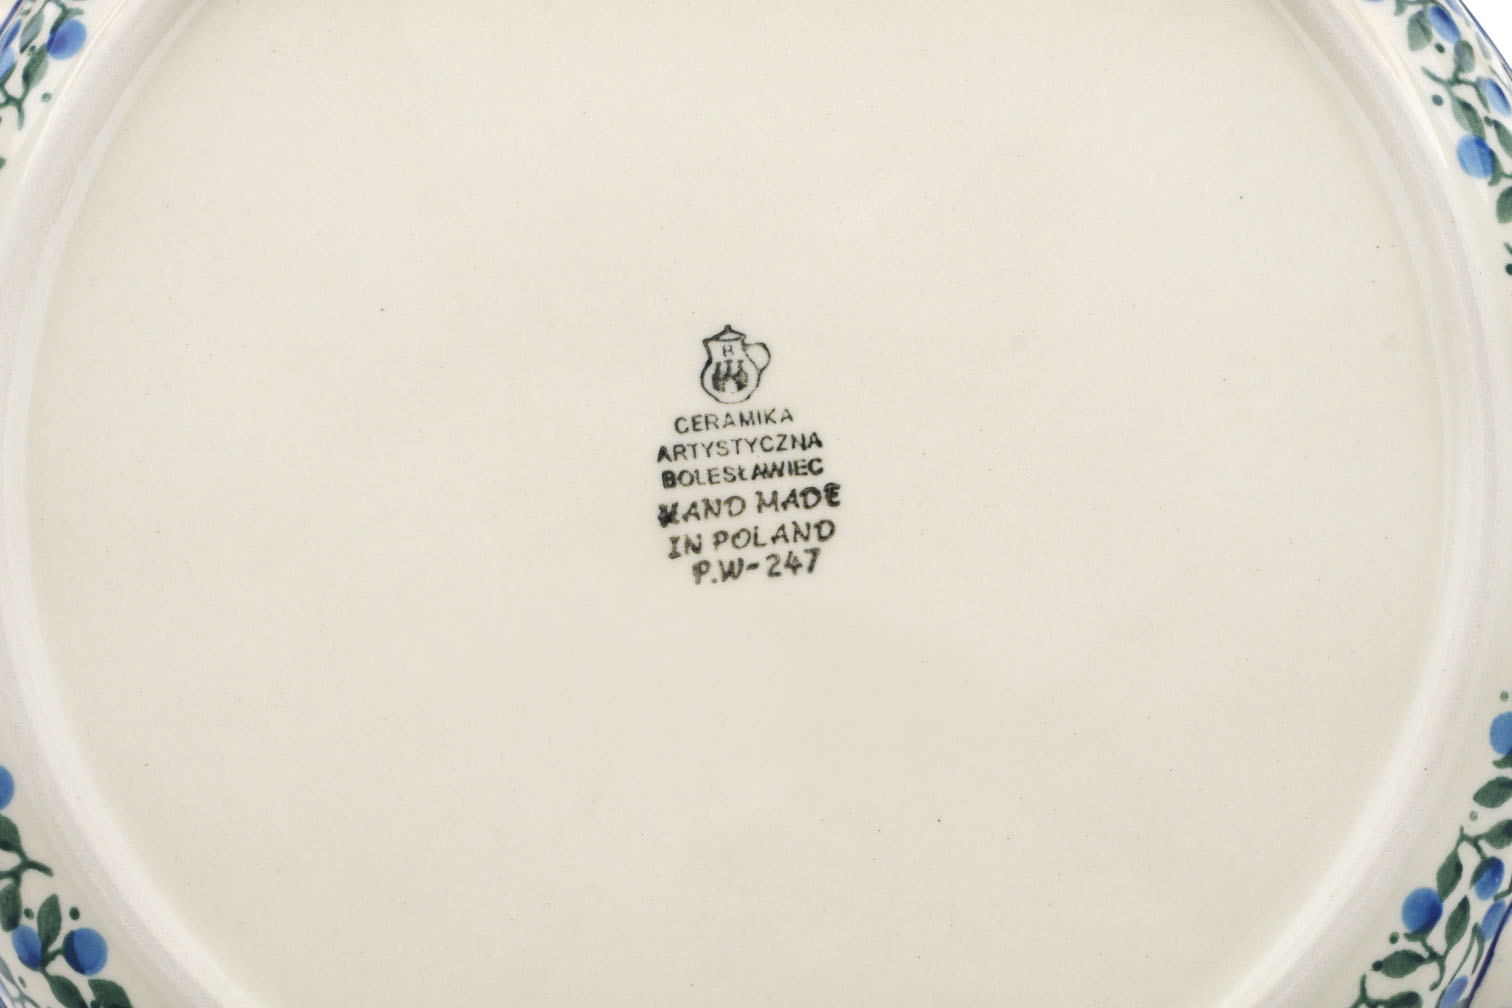 B
CERAMIKA
ARTYSTYCZNA
BOLESŁAWIEC
HAND MADE
IN POLAND
P.W-247